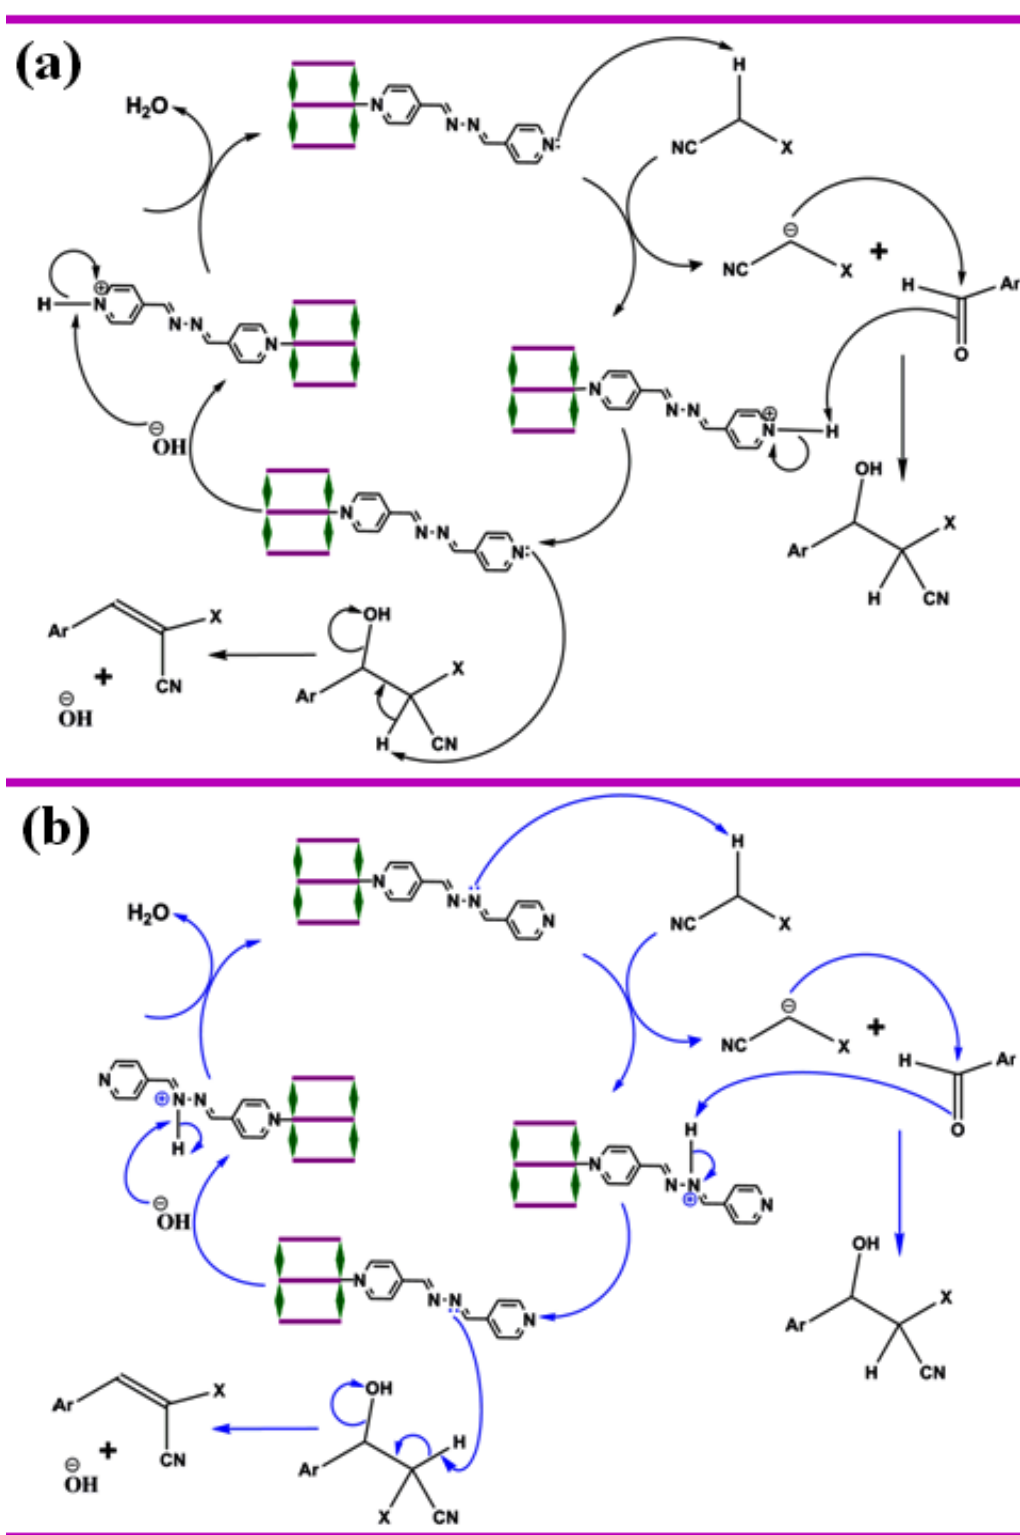 (a)
H
H₂O
N
N-N
N:
NC
X
⊖
NC
X
+
H
Ar
O
H
N
⊕
N-N
N
N
N-N
N
⊕
H
⊖
OH
N
N-N
N:
OH
Ar
X
H
CN
Ar
X
CN
+
⊖
OH
OH
Ar
X
H
CN
(b)
H
H₂O
N
N-N
N
NC
X
⊖
NC
X
+
H
Ar
O
N
⊕
N-N
N
H
H
N
N-N
⊕
N
⊖
OH
N
N-N
N
OH
Ar
X
H
CN
Ar
X
CN
+
⊖
OH
OH
Ar
H
X
CN